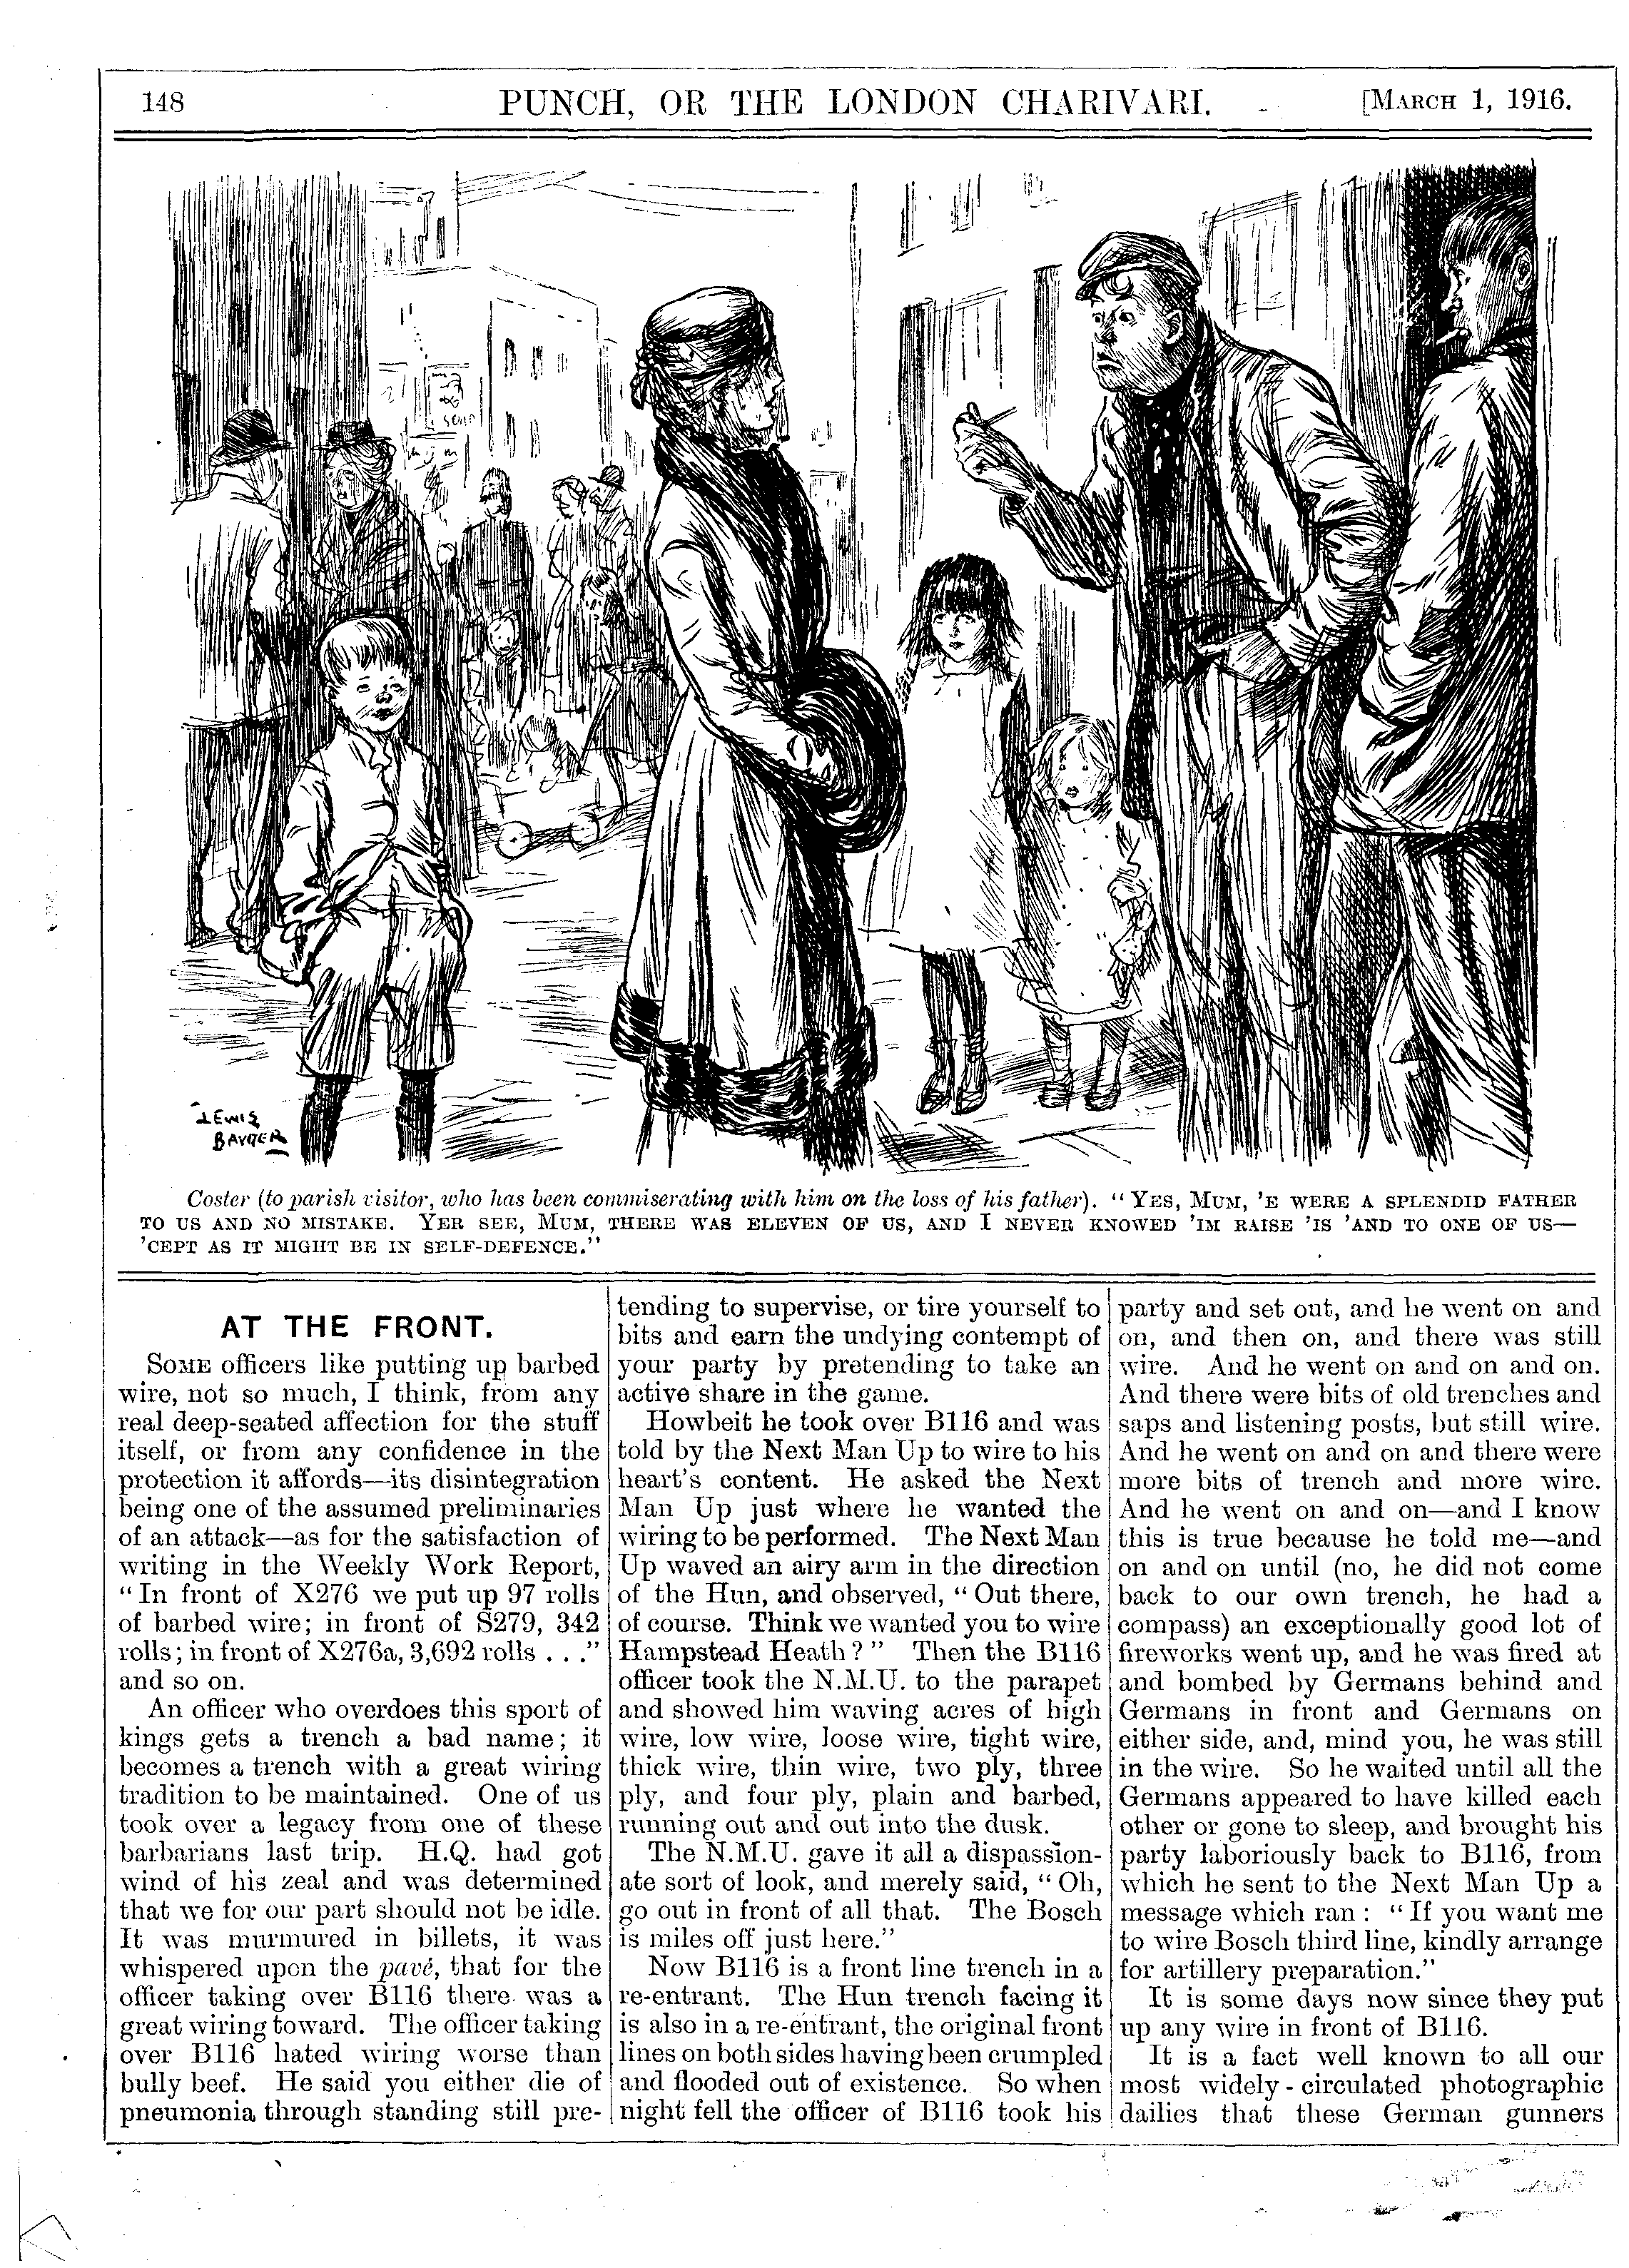 148
PUNCH, OR THE LONDON CHARIVARI.
[MARCH 1, 1916.
LEWIS
BAUMER
Coster (to parish visitor, who has been commiserating with him on the loss of his father). "YES, MUM, 'E WERE A SPLENDID FATHER
TO US AND NO MISTAKE. YER SEE, MUM, THERE WAS ELEVEN OF US, AND I NEVER KNOWED 'IM RAISE 'IS 'AND TO ONE OF US—
'CEPT AS IT MIGHT BE IN SELF-DEFENCE."
AT THE FRONT.
SOME officers like putting up barbed
wire, not so much, I think, from any
real deep-seated affection for the stuff
itself, or from any confidence in the
protection it affords—its disintegration
being one of the assumed preliminaries
of an attack—as for the satisfaction of
writing in the Weekly Work Report,
"In front of X276 we put up 97 rolls
of barbed wire; in front of S279, 342
rolls; in front of X276a, 3,692 rolls . . ."
and so on.
An officer who overdoes this sport of
kings gets a trench a bad name; it
becomes a trench with a great wiring
tradition to be maintained. One of us
took over a legacy from one of these
barbarians last trip. H.Q. had got
wind of his zeal and was determined
that we for our part should not be idle.
It was murmured in billets, it was
whispered upon the pavé, that for the
officer taking over B116 there was a
great wiring toward. The officer taking
over B116 hated wiring worse than
bully beef. He said you either die of
pneumonia through standing still pre-
tending to supervise, or tire yourself to
bits and earn the undying contempt of
your party by pretending to take an
active share in the game.
Howbeit he took over B116 and was
told by the Next Man Up to wire to his
heart's content. He asked the Next
Man Up just where he wanted the
wiring to be performed. The Next Man
Up waved an airy arm in the direction
of the Hun, and observed, "Out there,
of course. Think we wanted you to wire
Hampstead Heath?" Then the B116
officer took the N.M.U. to the parapet
and showed him waving acres of high
wire, low wire, loose wire, tight wire,
thick wire, thin wire, two ply, three
ply, and four ply, plain and barbed,
running out and out into the dusk.
The N.M.U. gave it all a dispassion-
ate sort of look, and merely said, "Oh,
go out in front of all that. The Bosch
is miles off just here."
Now B116 is a front line trench in a
re-entrant. The Hun trench facing it
is also in a re-entrant, the original front
lines on both sides having been crumpled
and flooded out of existence. So when
night fell the officer of B116 took his
party and set out, and he went on and
on, and then on, and there was still
wire. And he went on and on and on.
And there were bits of old trenches and
saps and listening posts, but still wire.
And he went on and on and there were
more bits of trench and more wire.
And he went on and on—and I know
this is true because he told me—and
on and on until (no, he did not come
back to our own trench, he had a
compass) an exceptionally good lot of
fireworks went up, and he was fired at
and bombed by Germans behind and
Germans in front and Germans on
either side, and, mind you, he was still
in the wire. So he waited until all the
Germans appeared to have killed each
other or gone to sleep, and brought his
party laboriously back to B116, from
which he sent to the Next Man Up a
message which ran: "If you want me
to wire Bosch third line, kindly arrange
for artillery preparation."
It is some days now since they put
up any wire in front of B116.
It is a fact well known to all our
most widely-circulated photographic
dailies that these German gunners